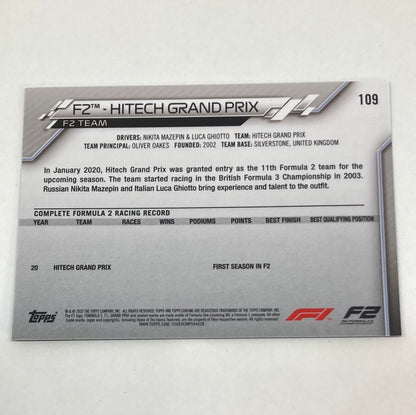 F2™ - HITECH GRAND PRIX
109
F2 TEAM
DRIVERS: NIKITA MAZEPIN & LUCA GHIOTTO TEAM: HITECH GRAND PRIX
TEAM PRINCIPAL: OLIVER OAKES FOUNDED: 2002 TEAM BASE: SILVERSTONE, UNITED KINGDOM
In January 2020, Hitech Grand Prix was granted entry as the 11th Formula 2 team for the
upcoming season. The team started racing in the British Formula 3 Championship in 2003.
Russian Nikita Mazepin and Italian Luca Ghiotto bring experience and talent to the outfit.
COMPLETE FORMULA 2 RACING RECORD
YEAR TEAM RACES WINS PODIUMS POINTS BEST FINISH BEST QUALIFYING POSITION
20 HITECH GRAND PRIX FIRST SEASON IN F2
Topps
F1 F2